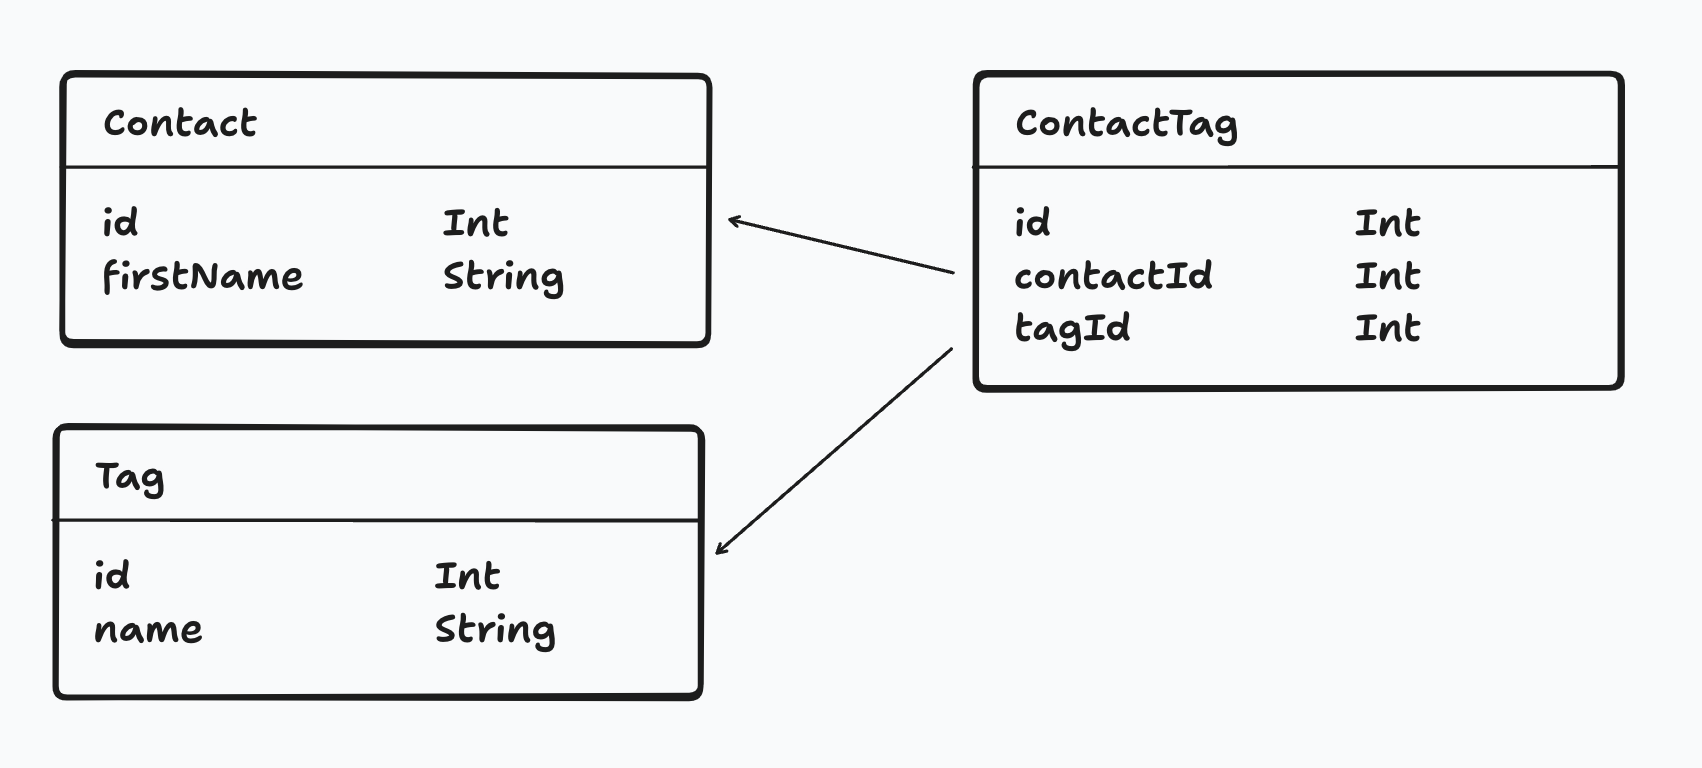 Contact
id Int
firstName String
ContactTag
id Int
contactId Int
tagId Int
Tag
id Int
name String